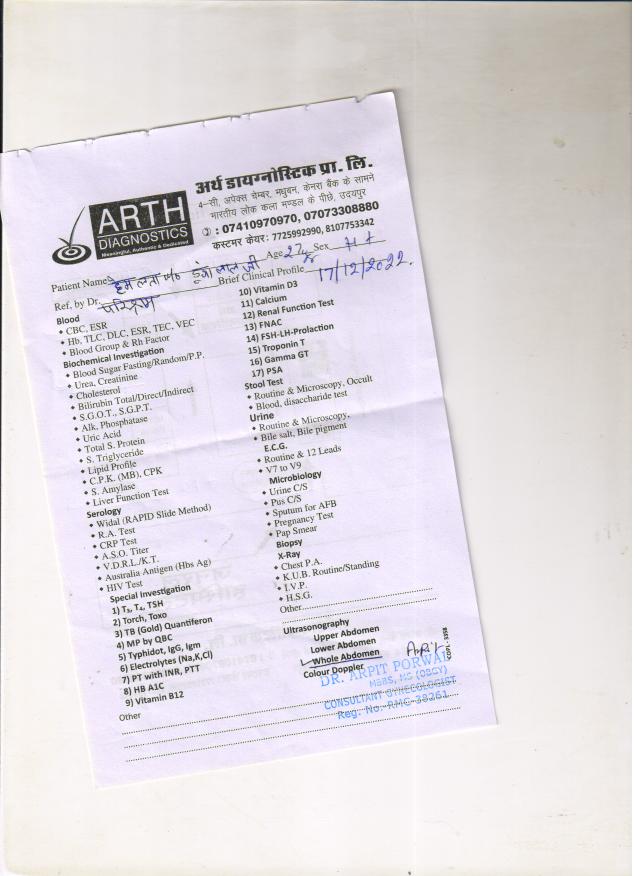 ARTH
DIAGNOSTICS
Meaningful, Authentic & Dedicated
अर्थ डायग्नोस्टिक प्रा. लि.
4-सी, अपेक्स चेम्बर, मधुबन, केनरा बैंक के सामने
भारतीय लोक कला मण्डल के पीछे, उदयपुर
: 07410970970, 07073308880
कस्टमर केयर: 7725992990, 8107753342
Patient Name हेमलता w/o लाल जी Age 27 yr Sex
Ref, by Dr. परिश्रम Brief Clinical Profile 17/12/2022.
Blood
◆ CBC, ESR
◆ Hb, TLC, DLC, ESR, TEC, VEC
◆ Blood Group & Rh Factor
Biochemical Investigation
◆ Blood Sugar Fasting/Random/P.P.
◆ Urea, Creatinine
◆ Cholesterol
◆ Bilirubin Total/Direct/Indirect
◆ S.G.O.T., S.G.P.T.
◆ Alk. Phosphatase
◆ Uric Acid
◆ Total S. Protein
◆ S. Triglyceride
◆ Lipid Profile
◆ C.P.K. (MB), CPK
◆ S. Amylase
◆ Liver Function Test
Serology
◆ Widal (RAPID Slide Method)
◆ R.A. Test
◆ CRP Test
◆ A.S.O. Titer
◆ V.D.R.L./K.T.
◆ Australia Antigen (Hbs Ag)
◆ HIV Test
Special Investigation
1) T₃, T₄, TSH
2) Torch, Toxo
3) TB (Gold) Quantiferon
4) MP by QBC
5) Typhidot, IgG, Igm
6) Electrolytes (Na,K,Cl)
7) PT with INR, PTT
8) HB A1C
9) Vitamin B12
Other
10) Vitamin D3
11) Calcium
12) Renal Function Test
13) FNAC
14) FSH-LH-Prolaction
15) Troponin T
16) Gamma GT
17) PSA
Stool Test
◆ Routine & Microscopy, Occult
◆ Blood, disaccharide test
Urine
◆ Routine & Microscopy,
◆ Bile salt, Bile pigment
E.C.G.
◆ Routine & 12 Leads
◆ V7 to V9
Microbiology
◆ Urine C/S
◆ Pus C/S
◆ Sputum for AFB
◆ Pregnancy Test
◆ Pap Smear
Biopsy
X-Ray
◆ Chest P.A.
◆ K.U.B. Routine/Standing
◆ I.V.P.
◆ H.S.G.
Other
Ultrasonography
Upper Abdomen
Lower Abdomen
✓ Whole Abdomen
Colour Doppler
Arpit
DR. ARPIT PORWAL
MBBS, MS (OBGY)
CONSULTANT GYNECOLOGIST
Reg. No. RMC-38261